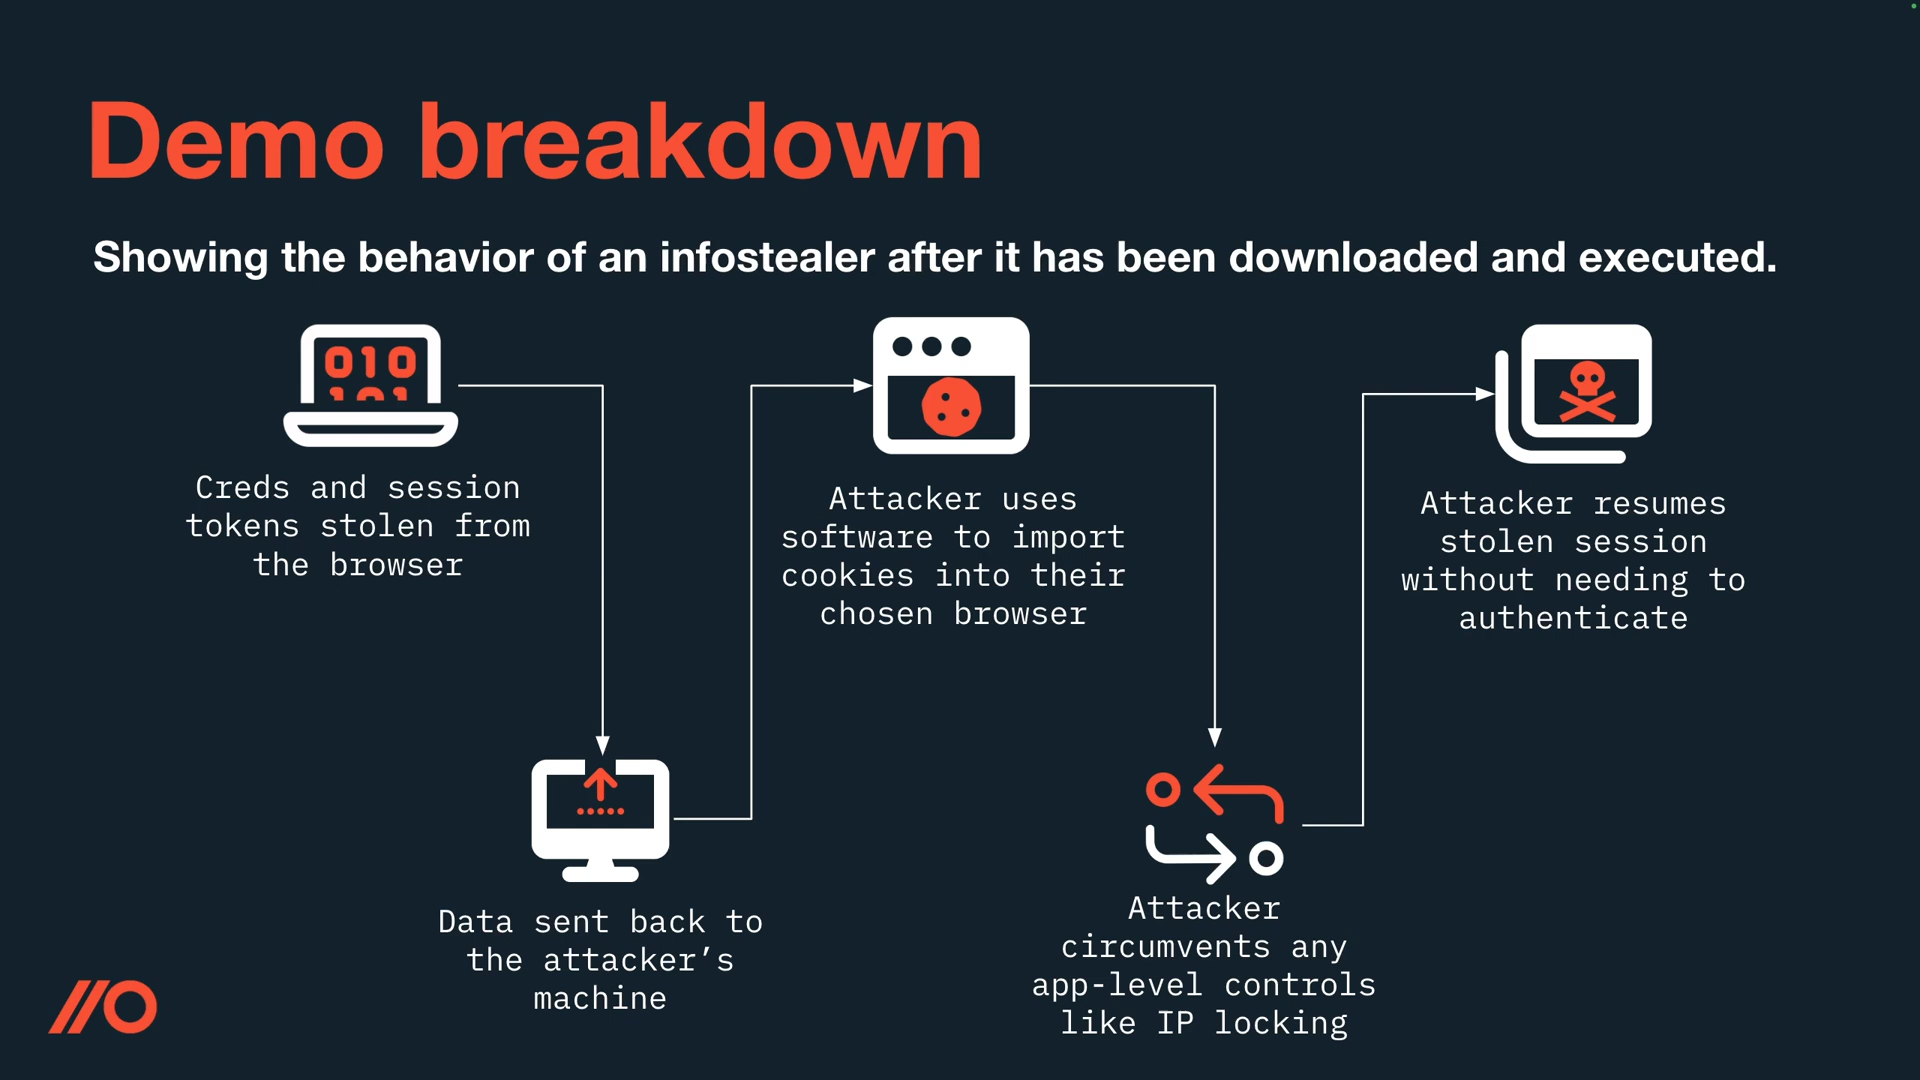 Demo breakdown
Showing the behavior of an infostealer after it has been downloaded and executed.
010
101
Creds and session
tokens stolen from
the browser
Data sent back to
the attacker’s
machine
Attacker uses
software to import
cookies into their
chosen browser
Attacker
circumvents any
app-level controls
like IP locking
Attacker resumes
stolen session
without needing to
authenticate